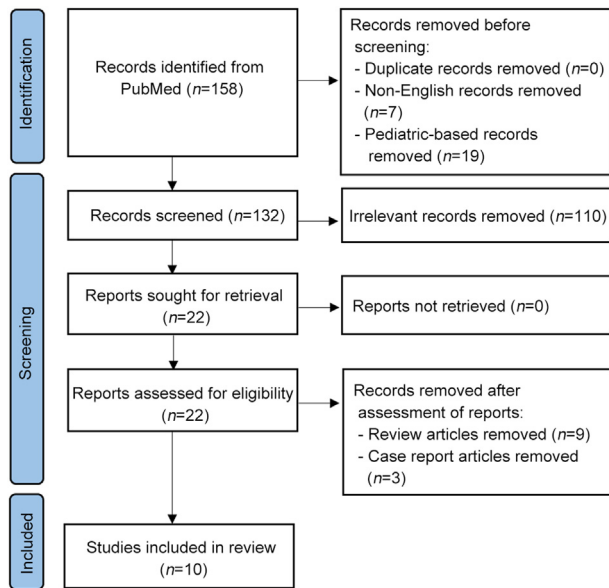 Identification
Records identified from
PubMed (n=158)
Records removed before
screening:
- Duplicate records removed (n=0)
- Non-English records removed
(n=7)
- Pediatric-based records
removed (n=19)
Screening
Records screened (n=132)
Irrelevant records removed (n=110)
Reports sought for retrieval
(n=22)
Reports not retrieved (n=0)
Reports assessed for eligibility
(n=22)
Records removed after
assessment of reports:
- Review articles removed (n=9)
- Case report articles removed
(n=3)
Included
Studies included in review
(n=10)